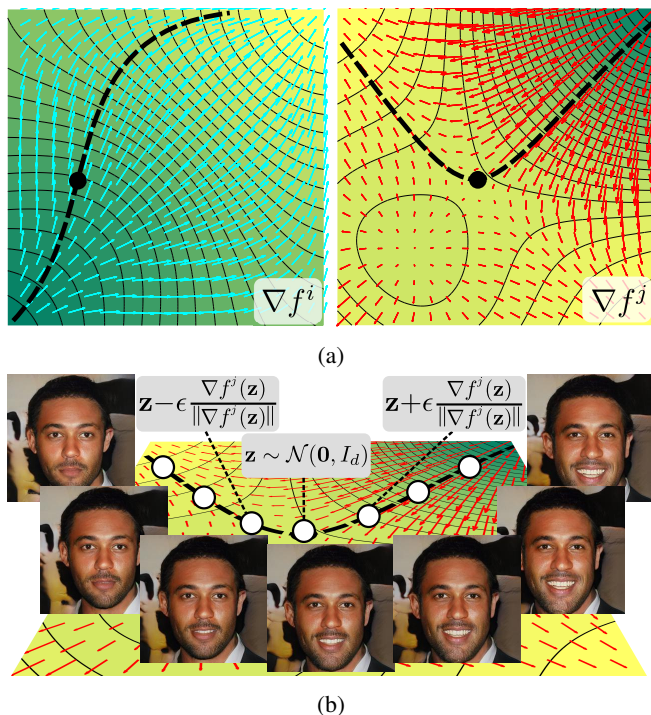 ∇f^i
∇f^j
(a)
z−ϵ ∇f^j(z) / ‖∇f^j(z)‖
z+ϵ ∇f^j(z) / ‖∇f^j(z)‖
z ∼ 𝒩(0, I_d)
(b)